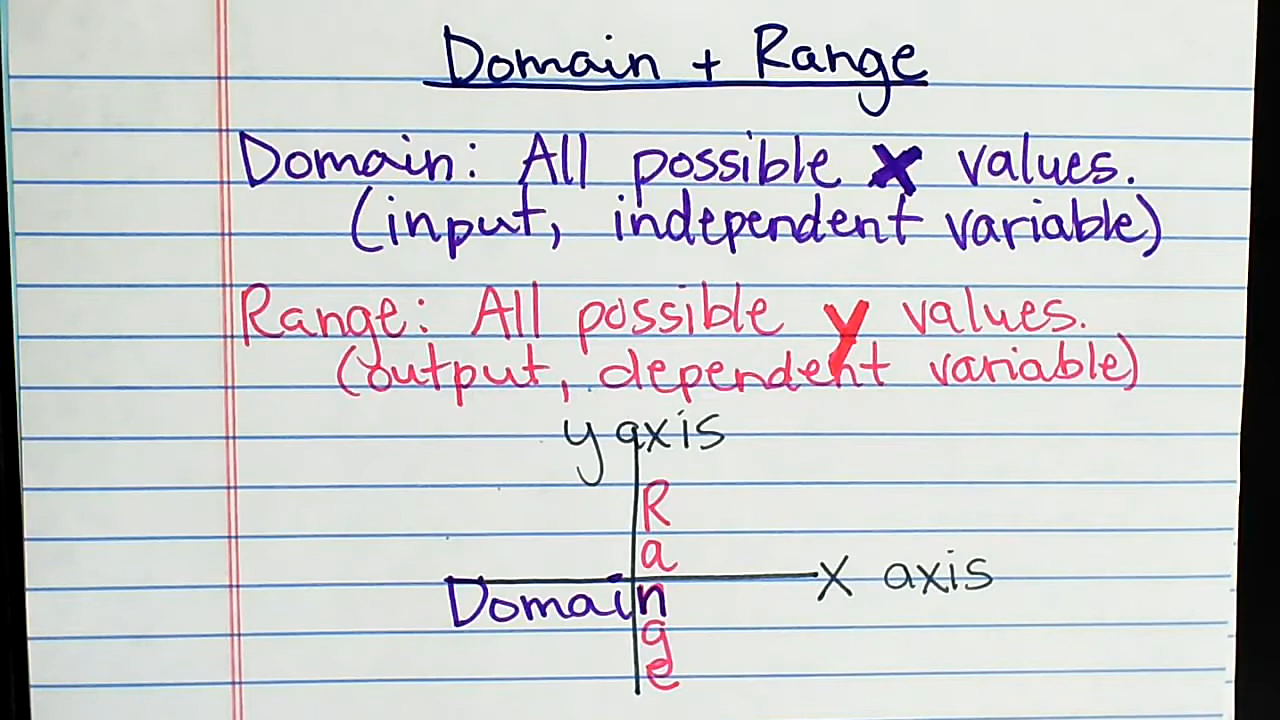 Domain + Range
Domain: All possible x values.
(input, independent variable)
Range: All possible y values.
(output, dependent variable)
y axis
Range
x axis
Domain